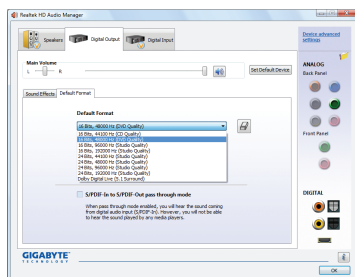 Realtek HD Audio Manager
Speakers
Digital Output
Digital Input
Device advanced
settings
Main Volume
L
R
Set Default Device
ANALOG
Back Panel
Sound Effects
Default Format
Default Format
16 Bits, 48000 Hz (DVD Quality)
16 Bits, 44100 Hz (CD Quality)
16 Bits, 48000 Hz (DVD Quality)
16 Bits, 96000 Hz (Studio Quality)
16 Bits, 192000 Hz (Studio Quality)
24 Bits, 44100 Hz (Studio Quality)
24 Bits, 48000 Hz (Studio Quality)
24 Bits, 96000 Hz (Studio Quality)
24 Bits, 192000 Hz (Studio Quality)
Dolby Digital Live (5.1 Surround)
Front Panel
S/PDIF-In to S/PDIF-Out pass through mode
When pass through mode enabled, you will hear the sound coming
from digital audio input (S/PDIF-In). However, you will not be able
to hear the sound played by any media players.
DIGITAL
GIGABYTE
TECHNOLOGY
OK